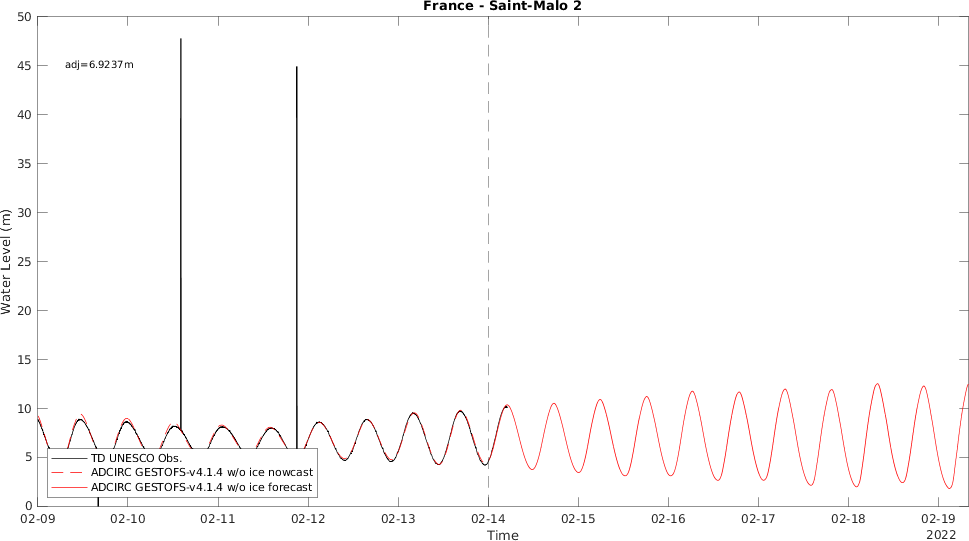 France - Saint-Malo 2
50
45
40
35
30
25
20
15
10
5
0
Water Level (m)
adj=6.9237m
TD UNESCO Obs.
ADCIRC GESTOFS-v4.1.4 w/o ice nowcast
ADCIRC GESTOFS-v4.1.4 w/o ice forecast
02-09 02-10 02-11 02-12 02-13 02-14 02-15 02-16 02-17 02-18 02-19
2022
Time